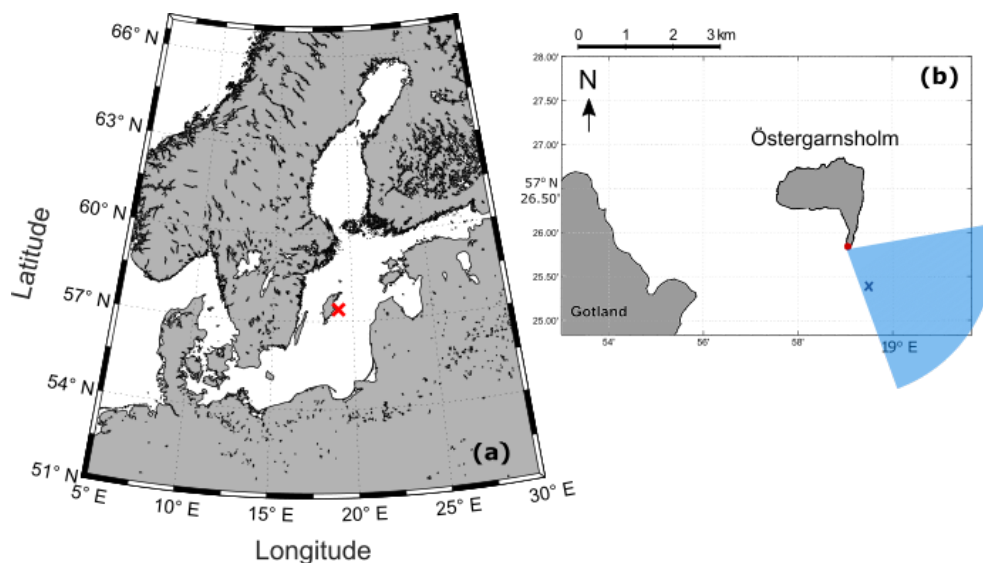 66° N
63° N
60° N
57° N
54° N
51° N
Latitude
5° E
10° E
15° E
20° E
25° E
30° E
Longitude
(a)
0 1 2 3 km
28.00'
27.50'
27.00'
57° N
26.50'
26.00'
25.50'
25.00'
N
(b)
Östergarnsholm
Gotland
54'
56'
58'
19° E